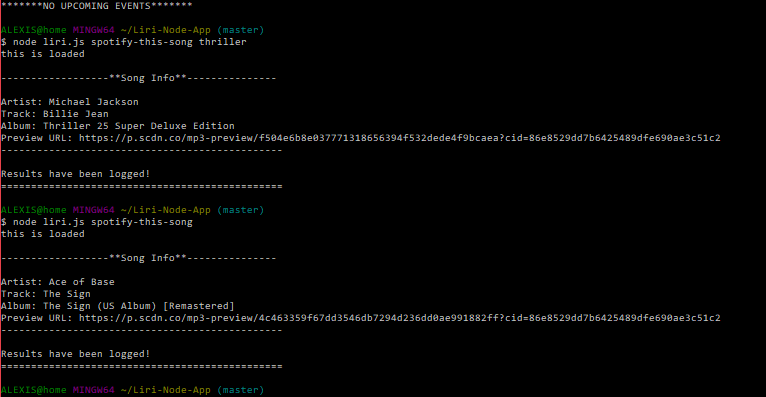 *******NO UPCOMING EVENTS*******
ALEXIS@home MINGW64 ~/Liri-Node-App (master)
$ node liri.js spotify-this-song thriller
this is loaded
------------------**Song Info**---------------
Artist: Michael Jackson
Track: Billie Jean
Album: Thriller 25 Super Deluxe Edition
Preview URL: https://p.scdn.co/mp3-preview/f504e6b8e037771318656394f532dede4f9bcaea?cid=86e8529dd7b6425489dfe690ae3c51c2
-----------------------------------------------
Results have been logged!
===============================================
ALEXIS@home MINGW64 ~/Liri-Node-App (master)
$ node liri.js spotify-this-song
this is loaded
------------------**Song Info**---------------
Artist: Ace of Base
Track: The Sign
Album: The Sign (US Album) [Remastered]
Preview URL: https://p.scdn.co/mp3-preview/4c463359f67dd3546db7294d236dd0ae991882ff?cid=86e8529dd7b6425489dfe690ae3c51c2
-----------------------------------------------
Results have been logged!
===============================================
ALEXIS@home MINGW64 ~/Liri-Node-App (master)